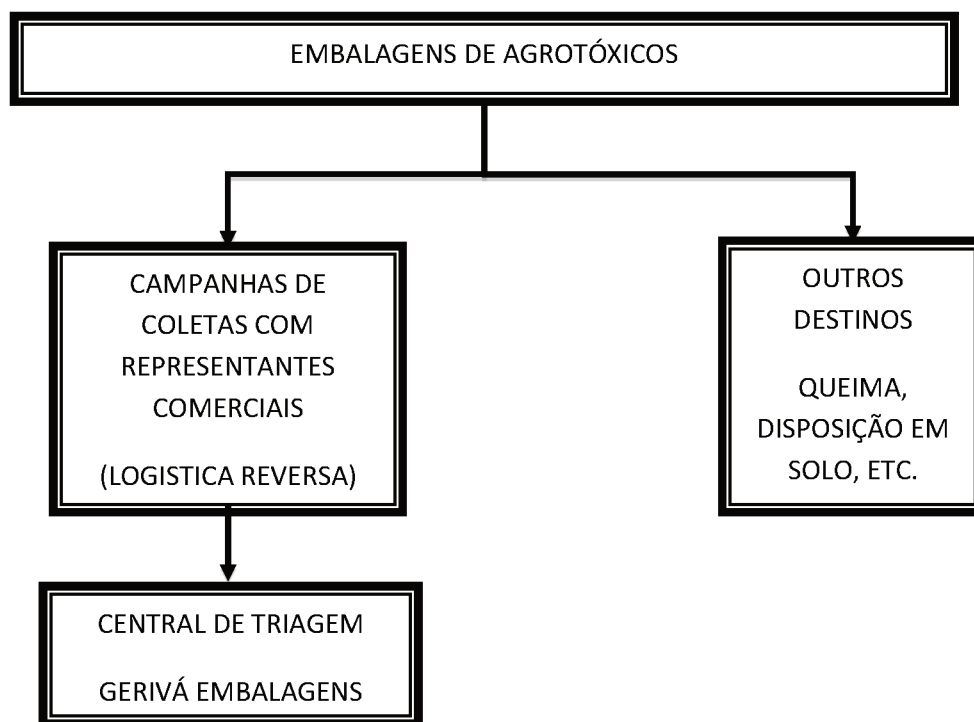 EMBALAGENS DE AGROTÓXICOS
CAMPANHAS DE
COLETAS COM
REPRESENTANTES
COMERCIAIS
(LOGISTICA REVERSA)
OUTROS
DESTINOS
QUEIMA,
DISPOSIÇÃO EM
SOLO, ETC.
CENTRAL DE TRIAGEM
GERIVÁ EMBALAGENS